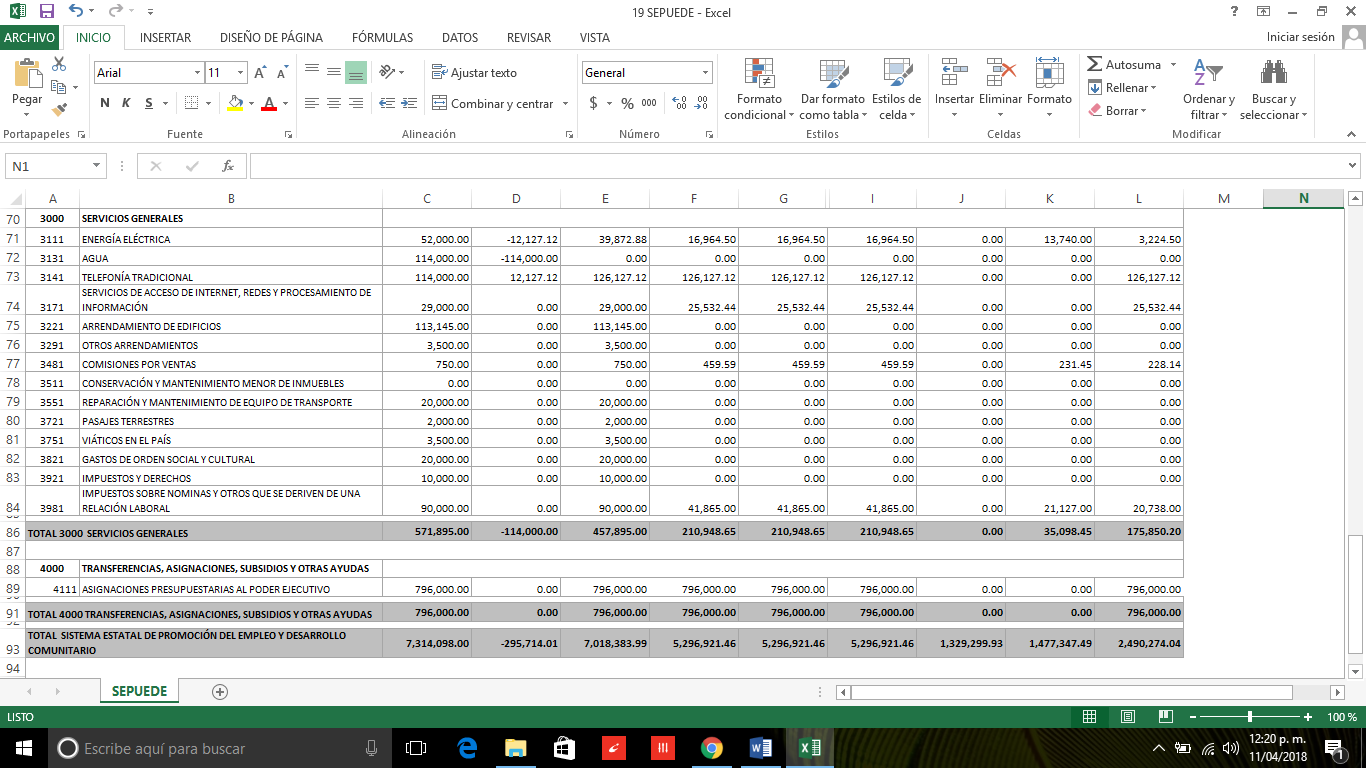 19 SEPUEDE - Excel
ARCHIVO INICIO INSERTAR DISEÑO DE PÁGINA FÓRMULAS DATOS REVISAR VISTA Iniciar sesión
Pegar
Arial 11
N K S
Ajustar texto
Combinar y centrar
General
$ % 000
Formato condicional
Dar formato como tabla
Estilos de celda
Insertar Eliminar Formato
Autosuma
Rellenar
Borrar
Ordenar y filtrar
Buscar y seleccionar
Portapapeles Fuente Alineación Número Estilos Celdas Modificar
N1 fx
A B C D E F G I J K L M N
70 3000 SERVICIOS GENERALES
71 3111 ENERGÍA ELÉCTRICA 52,000.00 -12,127.12 39,872.88 16,964.50 16,964.50 16,964.50 0.00 13,740.00 3,224.50
72 3131 AGUA 114,000.00 -114,000.00 0.00 0.00 0.00 0.00 0.00 0.00 0.00
73 3141 TELEFONÍA TRADICIONAL 114,000.00 12,127.12 126,127.12 126,127.12 126,127.12 126,127.12 0.00 0.00 126,127.12
SERVICIOS DE ACCESO DE INTERNET, REDES Y PROCESAMIENTO DE
74 3171 INFORMACIÓN 29,000.00 0.00 29,000.00 25,532.44 25,532.44 25,532.44 0.00 0.00 25,532.44
75 3221 ARRENDAMIENTO DE EDIFICIOS 113,145.00 0.00 113,145.00 0.00 0.00 0.00 0.00 0.00 0.00
76 3291 OTROS ARRENDAMIENTOS 3,500.00 0.00 3,500.00 0.00 0.00 0.00 0.00 0.00 0.00
77 3481 COMISIONES POR VENTAS 750.00 0.00 750.00 459.59 459.59 459.59 0.00 231.45 228.14
78 3511 CONSERVACIÓN Y MANTENIMIENTO MENOR DE INMUEBLES 0.00 0.00 0.00 0.00 0.00 0.00 0.00 0.00 0.00
79 3551 REPARACIÓN Y MANTENIMIENTO DE EQUIPO DE TRANSPORTE 20,000.00 0.00 20,000.00 0.00 0.00 0.00 0.00 0.00 0.00
80 3721 PASAJES TERRESTRES 2,000.00 0.00 2,000.00 0.00 0.00 0.00 0.00 0.00 0.00
81 3751 VIÁTICOS EN EL PAÍS 3,500.00 0.00 3,500.00 0.00 0.00 0.00 0.00 0.00 0.00
82 3821 GASTOS DE ORDEN SOCIAL Y CULTURAL 20,000.00 0.00 20,000.00 0.00 0.00 0.00 0.00 0.00 0.00
83 3921 IMPUESTOS Y DERECHOS 10,000.00 0.00 10,000.00 0.00 0.00 0.00 0.00 0.00 0.00
IMPUESTOS SOBRE NOMINAS Y OTROS QUE SE DERIVEN DE UNA
84 3981 RELACIÓN LABORAL 90,000.00 0.00 90,000.00 41,865.00 41,865.00 41,865.00 0.00 21,127.00 20,738.00
86 TOTAL 3000 SERVICIOS GENERALES 571,895.00 -114,000.00 457,895.00 210,948.65 210,948.65 210,948.65 0.00 35,098.45 175,850.20
87
88 4000 TRANSFERENCIAS, ASIGNACIONES, SUBSIDIOS Y OTRAS AYUDAS
89 4111 ASIGNACIONES PRESUPUESTARIAS AL PODER EJECUTIVO 796,000.00 0.00 796,000.00 796,000.00 796,000.00 796,000.00 0.00 0.00 796,000.00
91 TOTAL 4000 TRANSFERENCIAS, ASIGNACIONES, SUBSIDIOS Y OTRAS AYUDAS 796,000.00 0.00 796,000.00 796,000.00 796,000.00 796,000.00 0.00 0.00 796,000.00
TOTAL SISTEMA ESTATAL DE PROMOCIÓN DEL EMPLEO Y DESARROLLO
93 COMUNITARIO 7,314,098.00 -295,714.01 7,018,383.99 5,296,921.46 5,296,921.46 5,296,921.46 1,329,299.93 1,477,347.49 2,490,274.04
94
SEPUEDE
LISTO 100 %
Escribe aquí para buscar
12:20 p. m.
11/04/2018